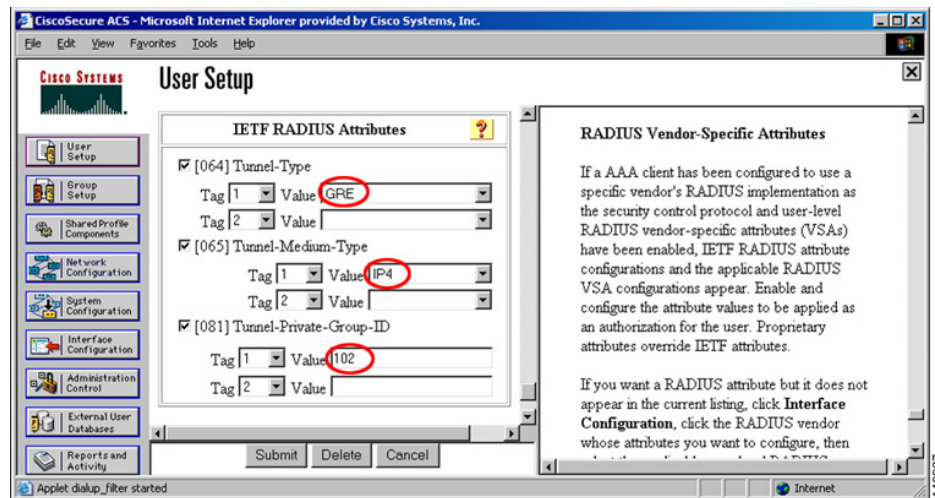 CiscoSecure ACS - Microsoft Internet Explorer provided by Cisco Systems, Inc.
File Edit View Favorites Tools Help
CISCO SYSTEMS
User Setup
User
Setup
Group
Setup
Shared Profile
Components
Network
Configuration
System
Configuration
Interface
Configuration
Administration
Control
External User
Databases
Reports and
Activity
IETF RADIUS Attributes
?
[064] Tunnel-Type
Tag 1 Value GRE
Tag 2 Value
[065] Tunnel-Medium-Type
Tag 1 Value IP4
Tag 2 Value
[081] Tunnel-Private-Group-ID
Tag 1 Value 102
Tag 2 Value
Submit Delete Cancel
RADIUS Vendor-Specific Attributes
If a AAA client has been configured to use a
specific vendor's RADIUS implementation as
the security control protocol and user-level
RADIUS vendor-specific attributes (VSAs)
have been enabled, IETF RADIUS attribute
configurations and the applicable RADIUS
VSA configurations appear. Enable and
configure the attribute values to be applied as
an authorization for the user. Proprietary
attributes override IETF attributes.
If you want a RADIUS attribute but it does not
appear in the current listing, click Interface
Configuration, click the RADIUS vendor
whose attributes you want to configure, then
Applet dialup_filter started
Internet